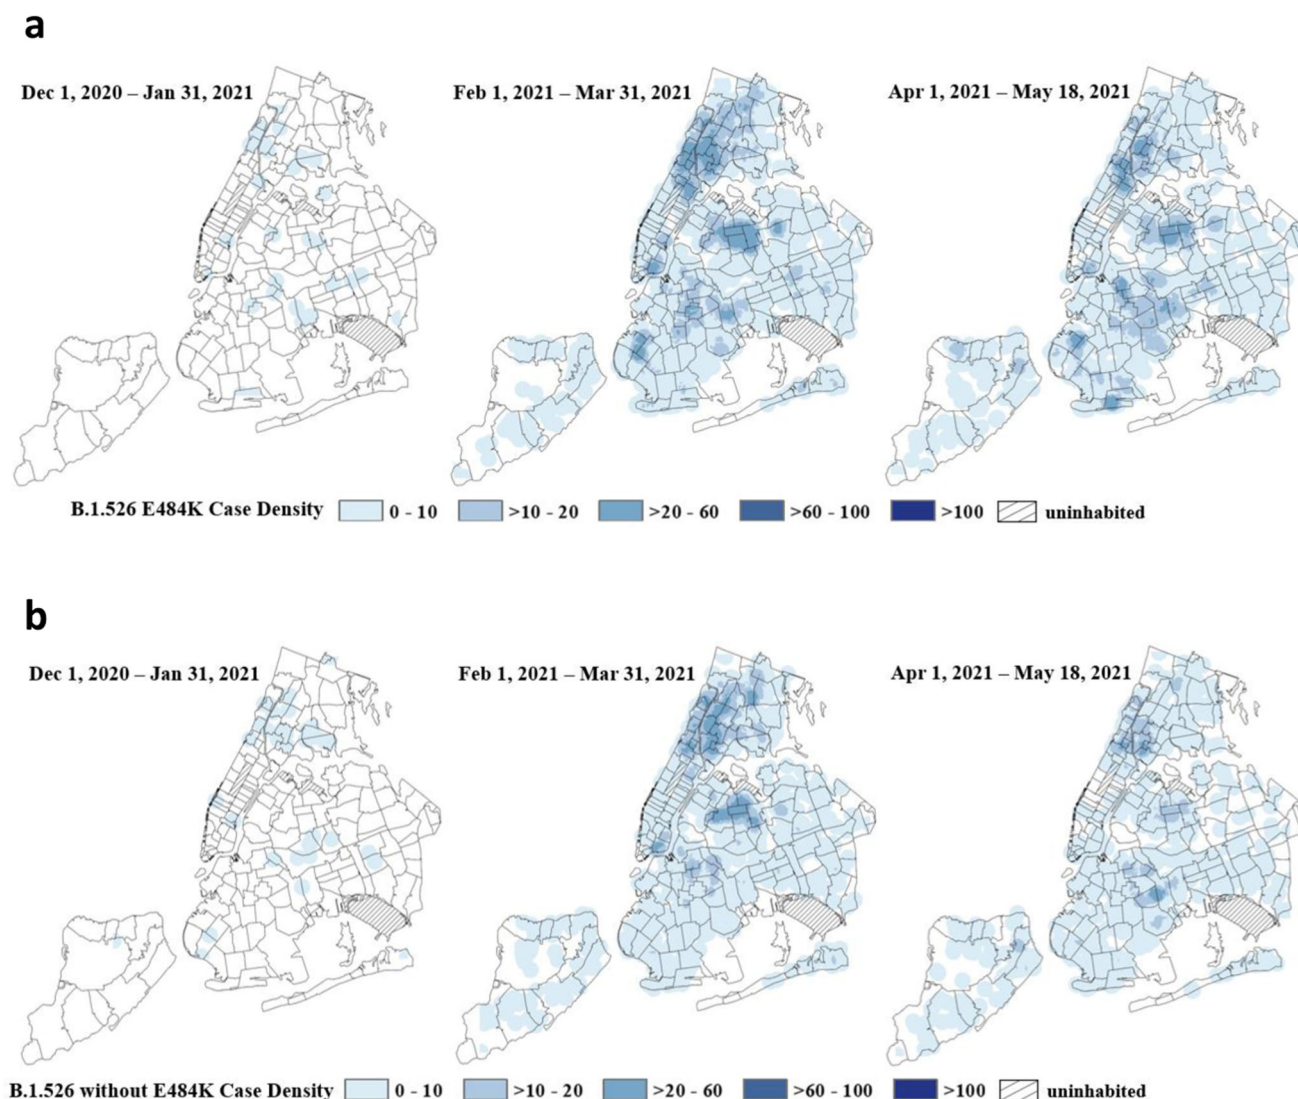 a
Dec 1, 2020 – Jan 31, 2021
Feb 1, 2021 – Mar 31, 2021
Apr 1, 2021 – May 18, 2021
B.1.526 E484K Case Density 0 - 10 >10 - 20 >20 - 60 >60 - 100 >100 uninhabited
b
Dec 1, 2020 – Jan 31, 2021
Feb 1, 2021 – Mar 31, 2021
Apr 1, 2021 – May 18, 2021
B.1.526 without E484K Case Density 0 - 10 >10 - 20 >20 - 60 >60 - 100 >100 uninhabited